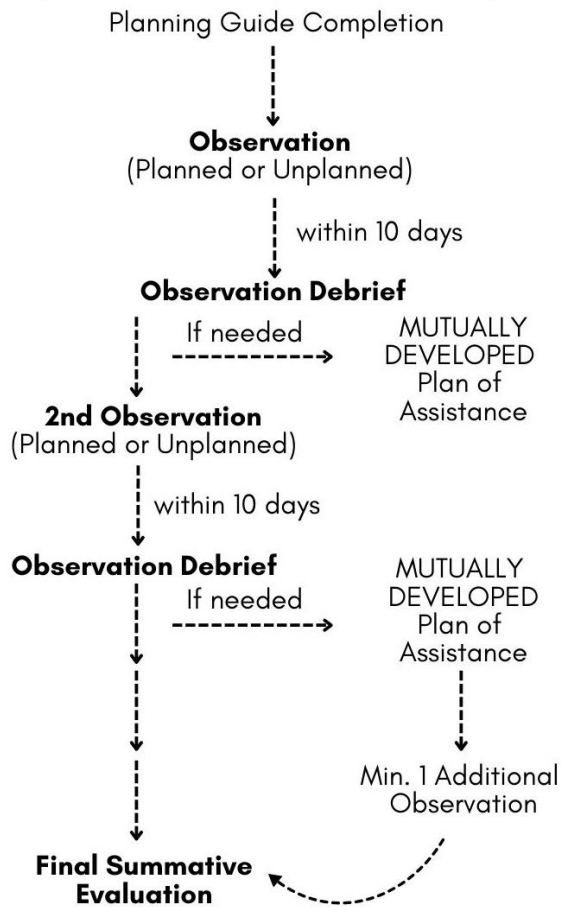 Planning Guide Completion
Observation
(Planned or Unplanned)
within 10 days
Observation Debrief
If needed
MUTUALLY
DEVELOPED
Plan of
Assistance
2nd Observation
(Planned or Unplanned)
within 10 days
Observation Debrief
If needed
MUTUALLY
DEVELOPED
Plan of
Assistance
Min. 1 Additional
Observation
Final Summative
Evaluation